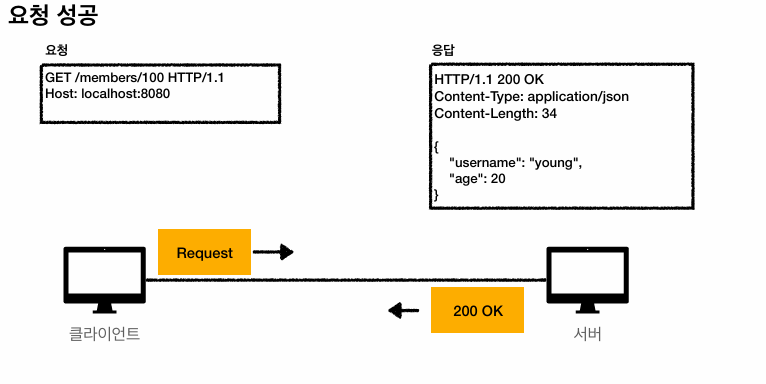 요청 성공
요청
GET /members/100 HTTP/1.1
Host: localhost:8080
응답
HTTP/1.1 200 OK
Content-Type: application/json
Content-Length: 34
{
"username": "young",
"age": 20
}
Request
200 OK
클라이언트
서버